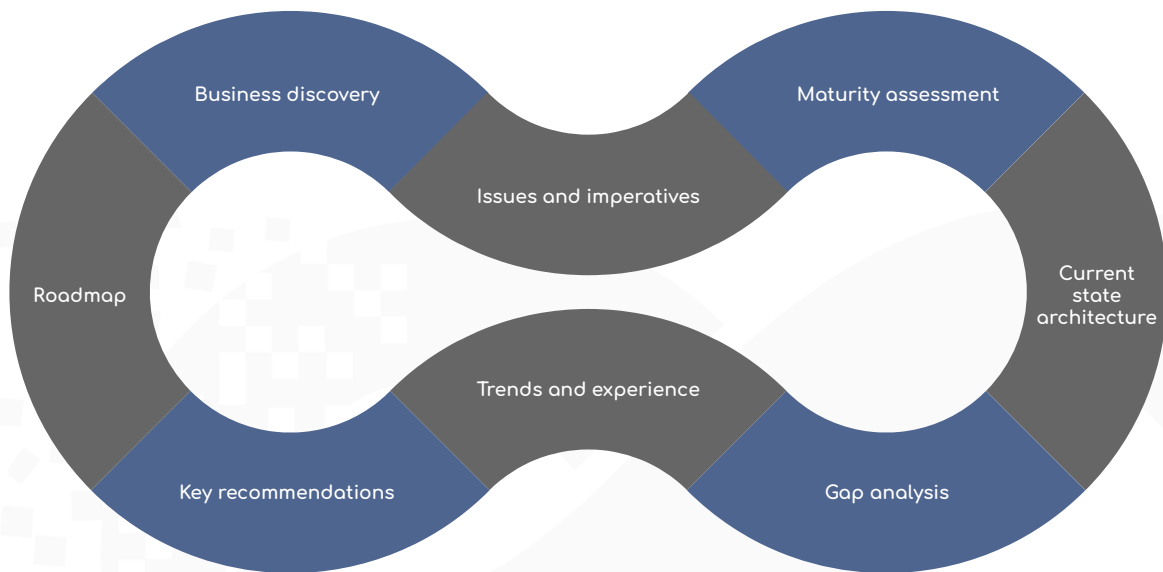 Business discovery
Maturity assessment
Issues and imperatives
Roadmap
Current
state
architecture
Trends and experience
Key recommendations
Gap analysis